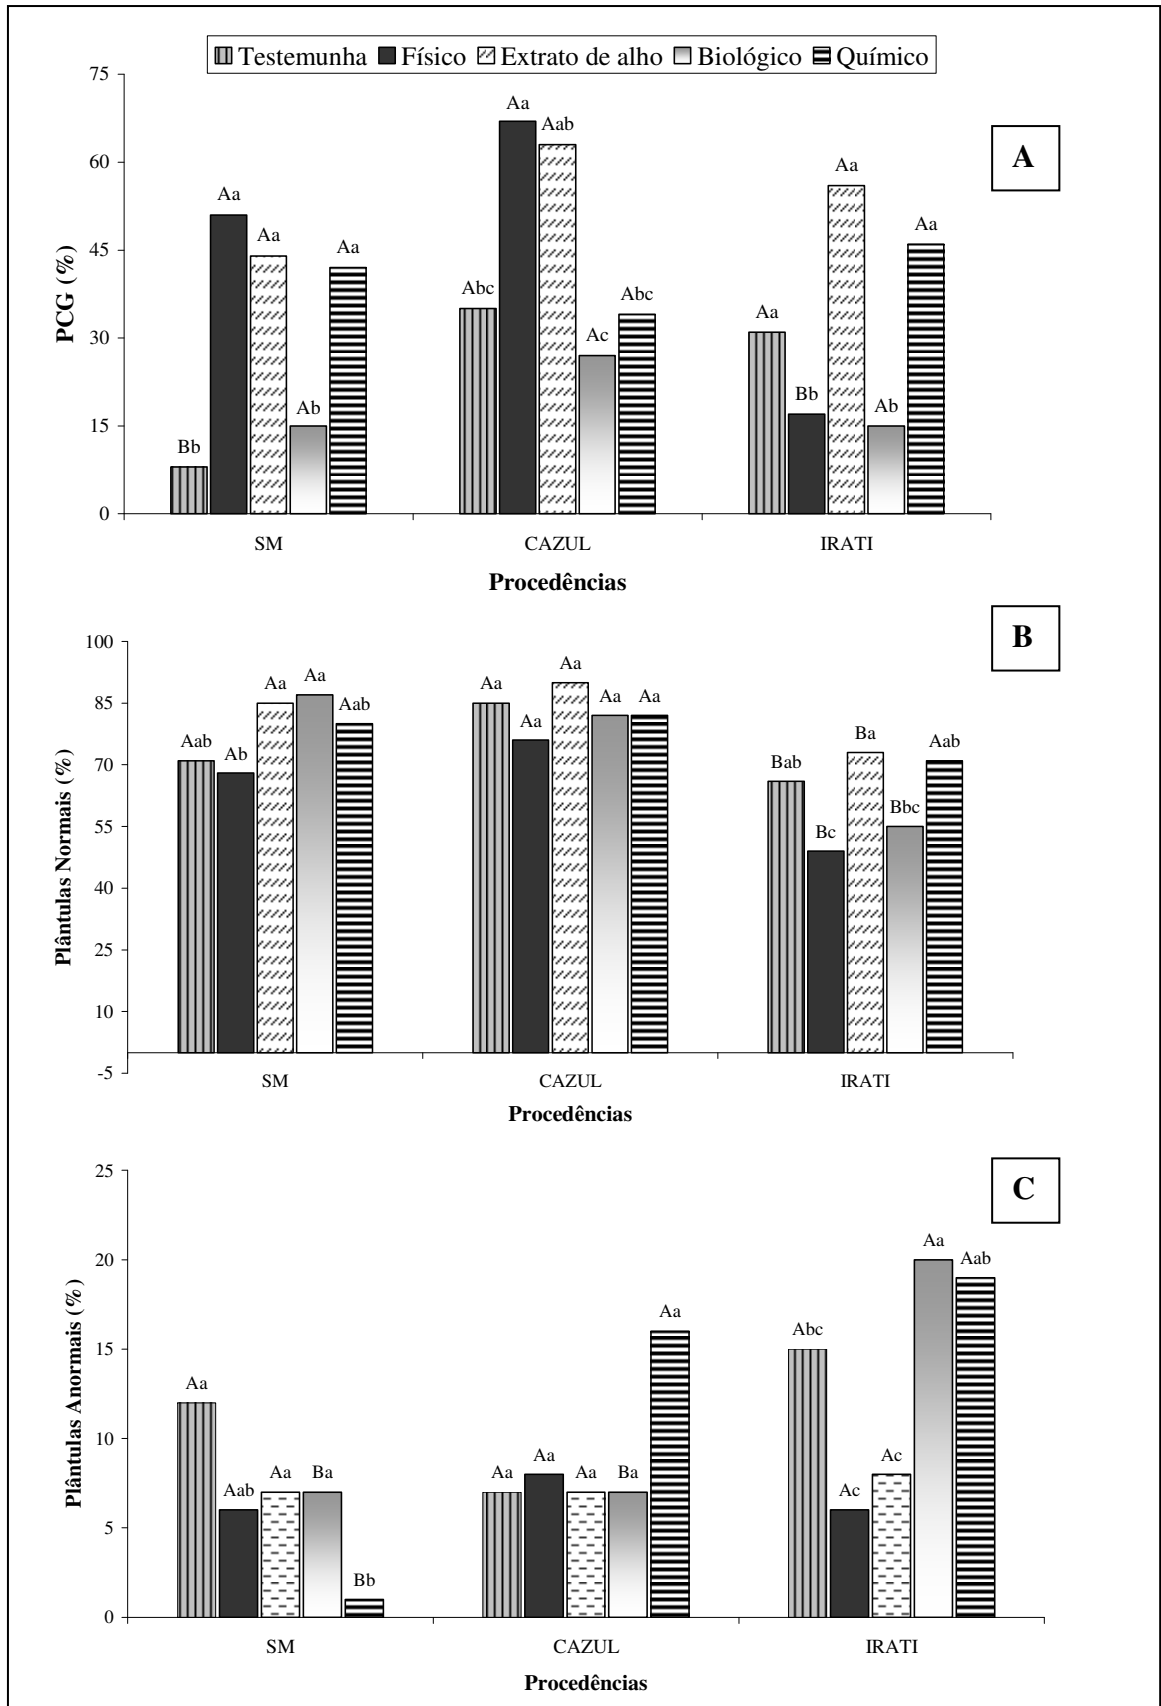 Testemunha Físico Extrato de alho Biológico Químico
A
PCG (%)
75
60
45
30
15
0
Bb Aa Aa Ab Aa
Abc Aa Aab Ac Abc
Aa Bb Aa Ab Aa
SM CAZUL IRATI
Procedências
B
Plântulas Normais (%)
100
85
70
55
40
25
10
-5
Aab Ab Aa Aa Aab
Aa Aa Aa Aa Aa
Bab Bc Ba Bbc Aab
SM CAZUL IRATI
Procedências
C
Plântulas Anormais (%)
25
20
15
10
5
0
Aa Aab Aa Ba Bb
Aa Aa Aa Ba Aa
Abc Ac Ac Aa Aab
SM CAZUL IRATI
Procedências